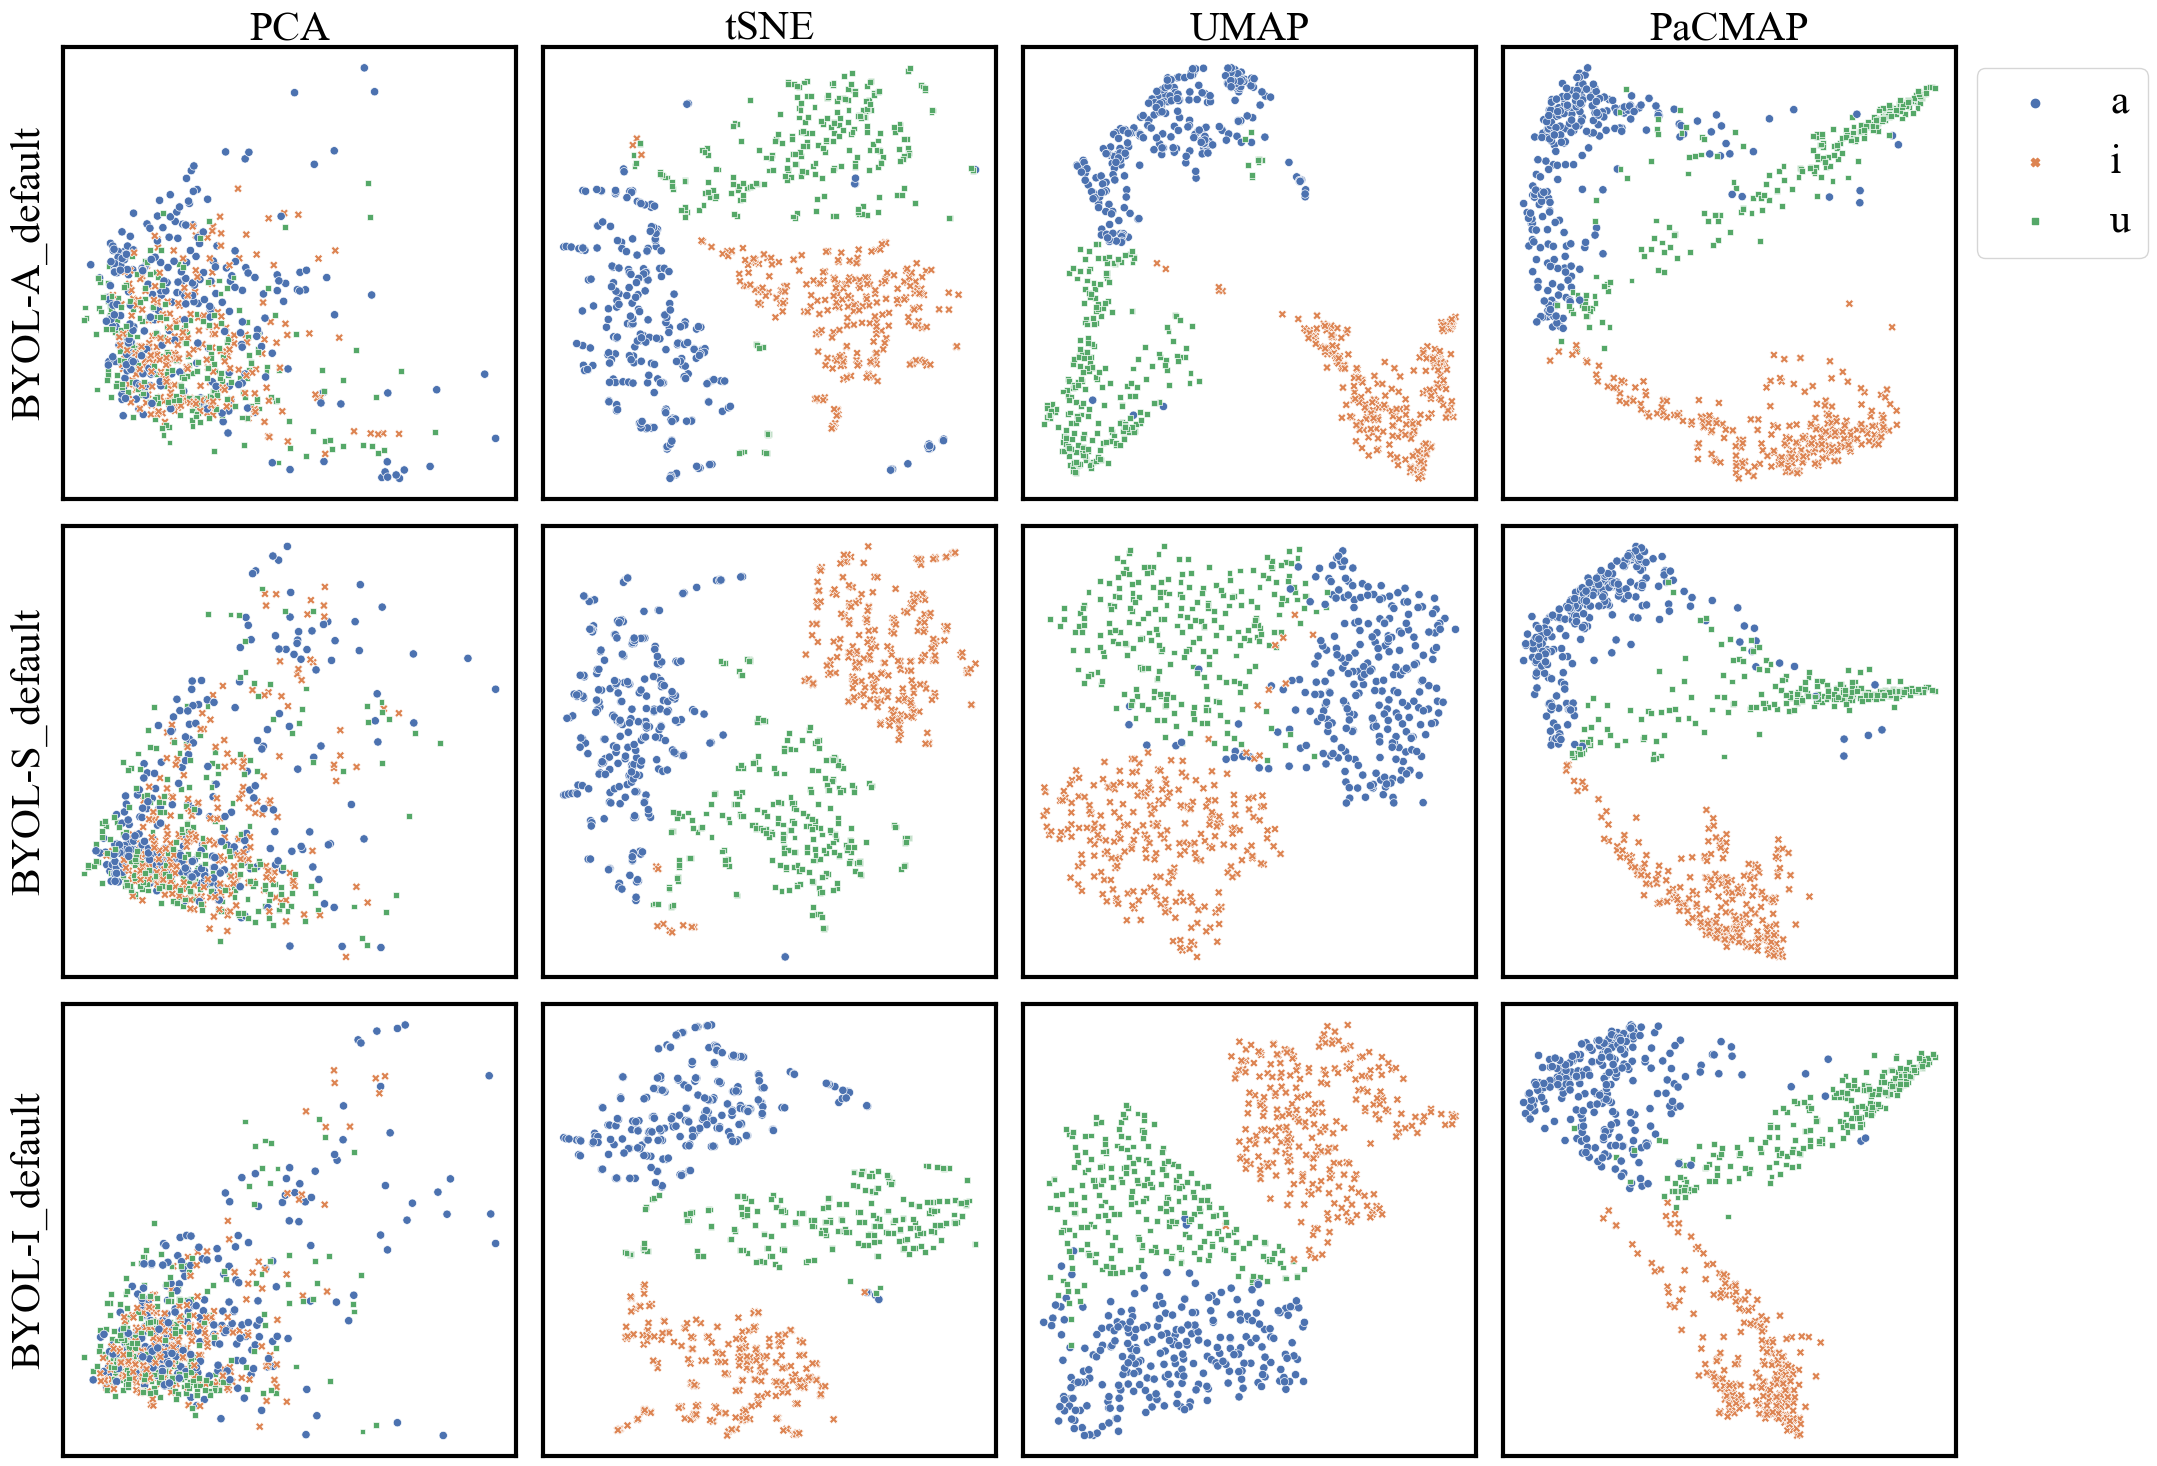 PCA
tSNE
UMAP
PaCMAP
a
i
u
BYOL-A_default
BYOL-S_default
BYOL-I_default